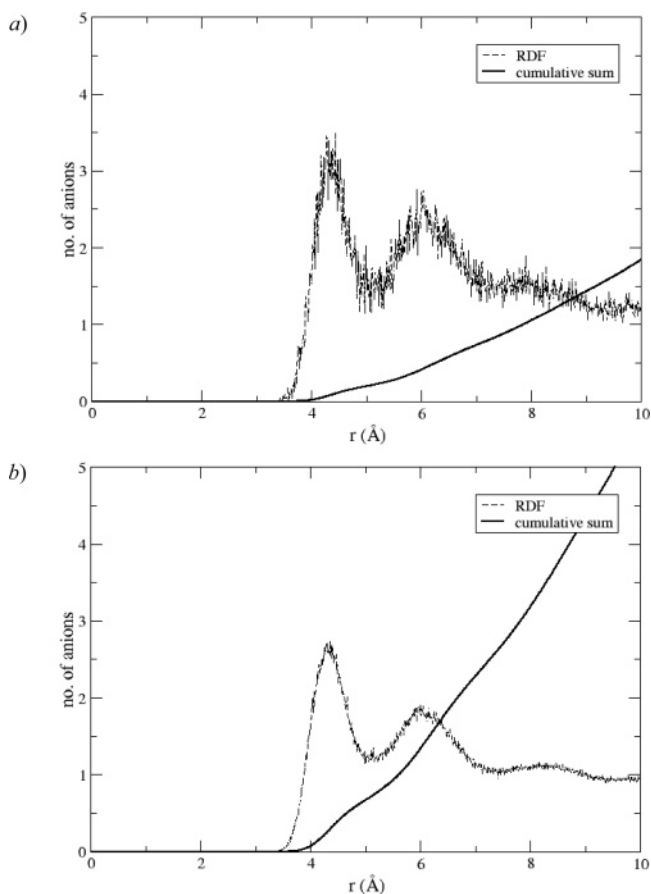 a)
5
4
3
2
1
0
no. of anions
RDF
cumulative sum
0 2 4 6 8 10
r (Å)
b)
5
4
3
2
1
0
no. of anions
RDF
cumulative sum
0 2 4 6 8 10
r (Å)